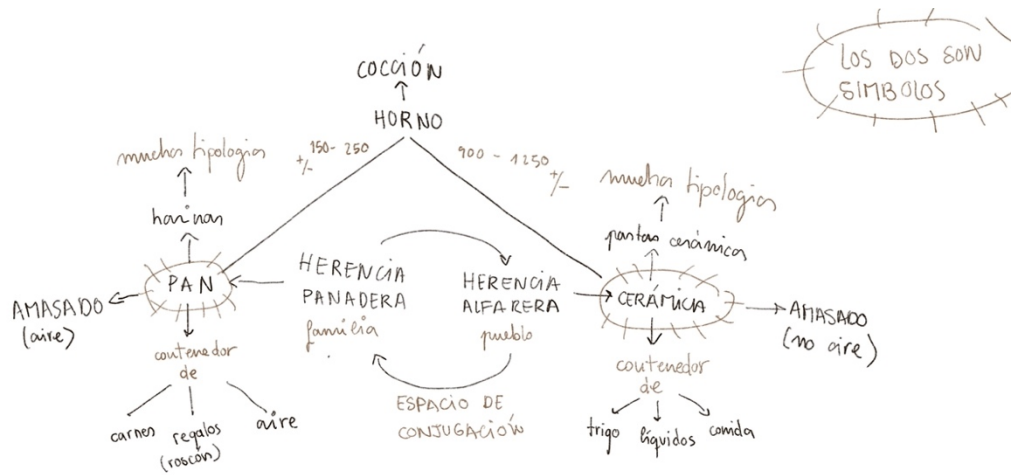 LOS DOS SON
SIMBOLOS
COCCIÓN
HORNO
+/- 150 - 250
900 - 1250 +/-
muchas tipologias
harinas
PAN
AMASADO
(aire)
contenedor
de
carnes
regalos
(roscón)
aire
HERENCIA
PANADERA
familia
HERENCIA
ALFARERA
pueblo
ESPACIO DE
CONJUGACIÓN
muchas tipologias
pastas cerámicas
CERÁMICA
AMASADO
(no aire)
contenedor
de
trigo
líquidos
comida